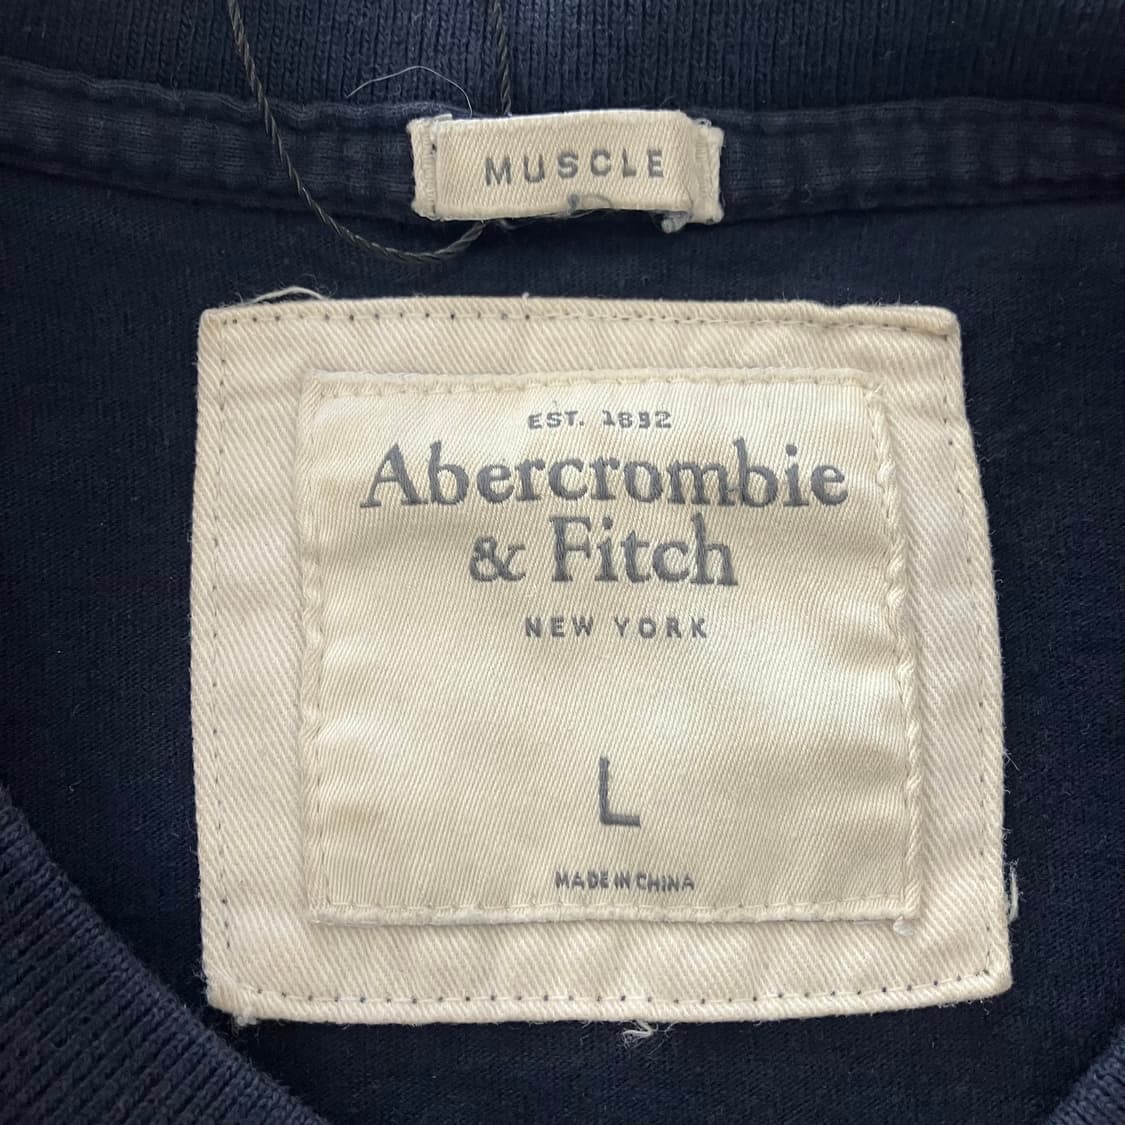 MUSCLE
EST. 1892
Abercrombie
& Fitch
NEW YORK
L
MADE IN CHINA